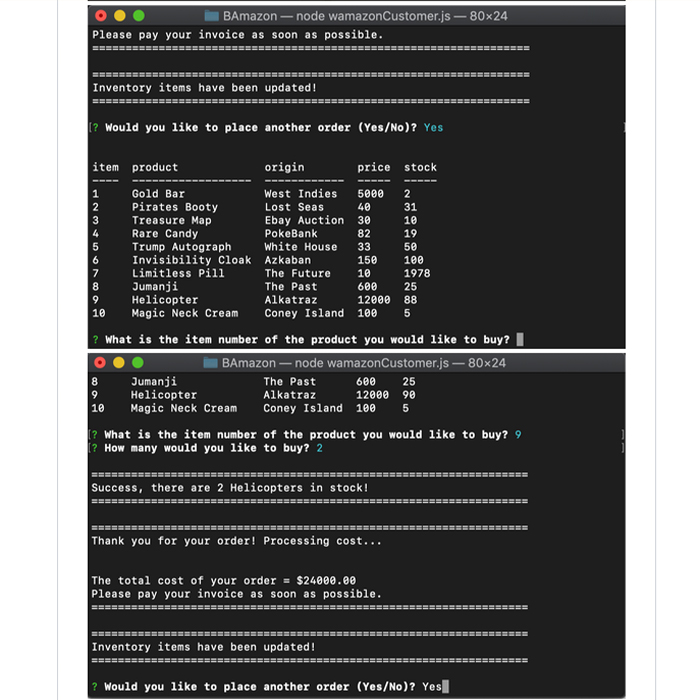 BAmazon — node wamazonCustomer.js — 80×24
Please pay your invoice as soon as possible.
==================================================================
==================================================================
Inventory items have been updated!
==================================================================
? Would you like to place another order (Yes/No)? Yes
item product origin price stock
---- ------------------ ------------ ----- -----
1 Gold Bar West Indies 5000 2
2 Pirates Booty Lost Seas 40 31
3 Treasure Map Ebay Auction 30 10
4 Rare Candy PokeBank 82 19
5 Trump Autograph White House 33 50
6 Invisibility Cloak Azkaban 150 100
7 Limitless Pill The Future 10 1978
8 Jumanji The Past 600 25
9 Helicopter Alkatraz 12000 88
10 Magic Neck Cream Coney Island 100 5
? What is the item number of the product you would like to buy?
BAmazon — node wamazonCustomer.js — 80×24
8 Jumanji The Past 600 25
9 Helicopter Alkatraz 12000 90
10 Magic Neck Cream Coney Island 100 5
? What is the item number of the product you would like to buy? 9
? How many would you like to buy? 2
==================================================================
Success, there are 2 Helicopters in stock!
==================================================================
==================================================================
Thank you for your order! Processing cost...
The total cost of your order = $24000.00
Please pay your invoice as soon as possible.
==================================================================
==================================================================
Inventory items have been updated!
==================================================================
? Would you like to place another order (Yes/No)? Yes